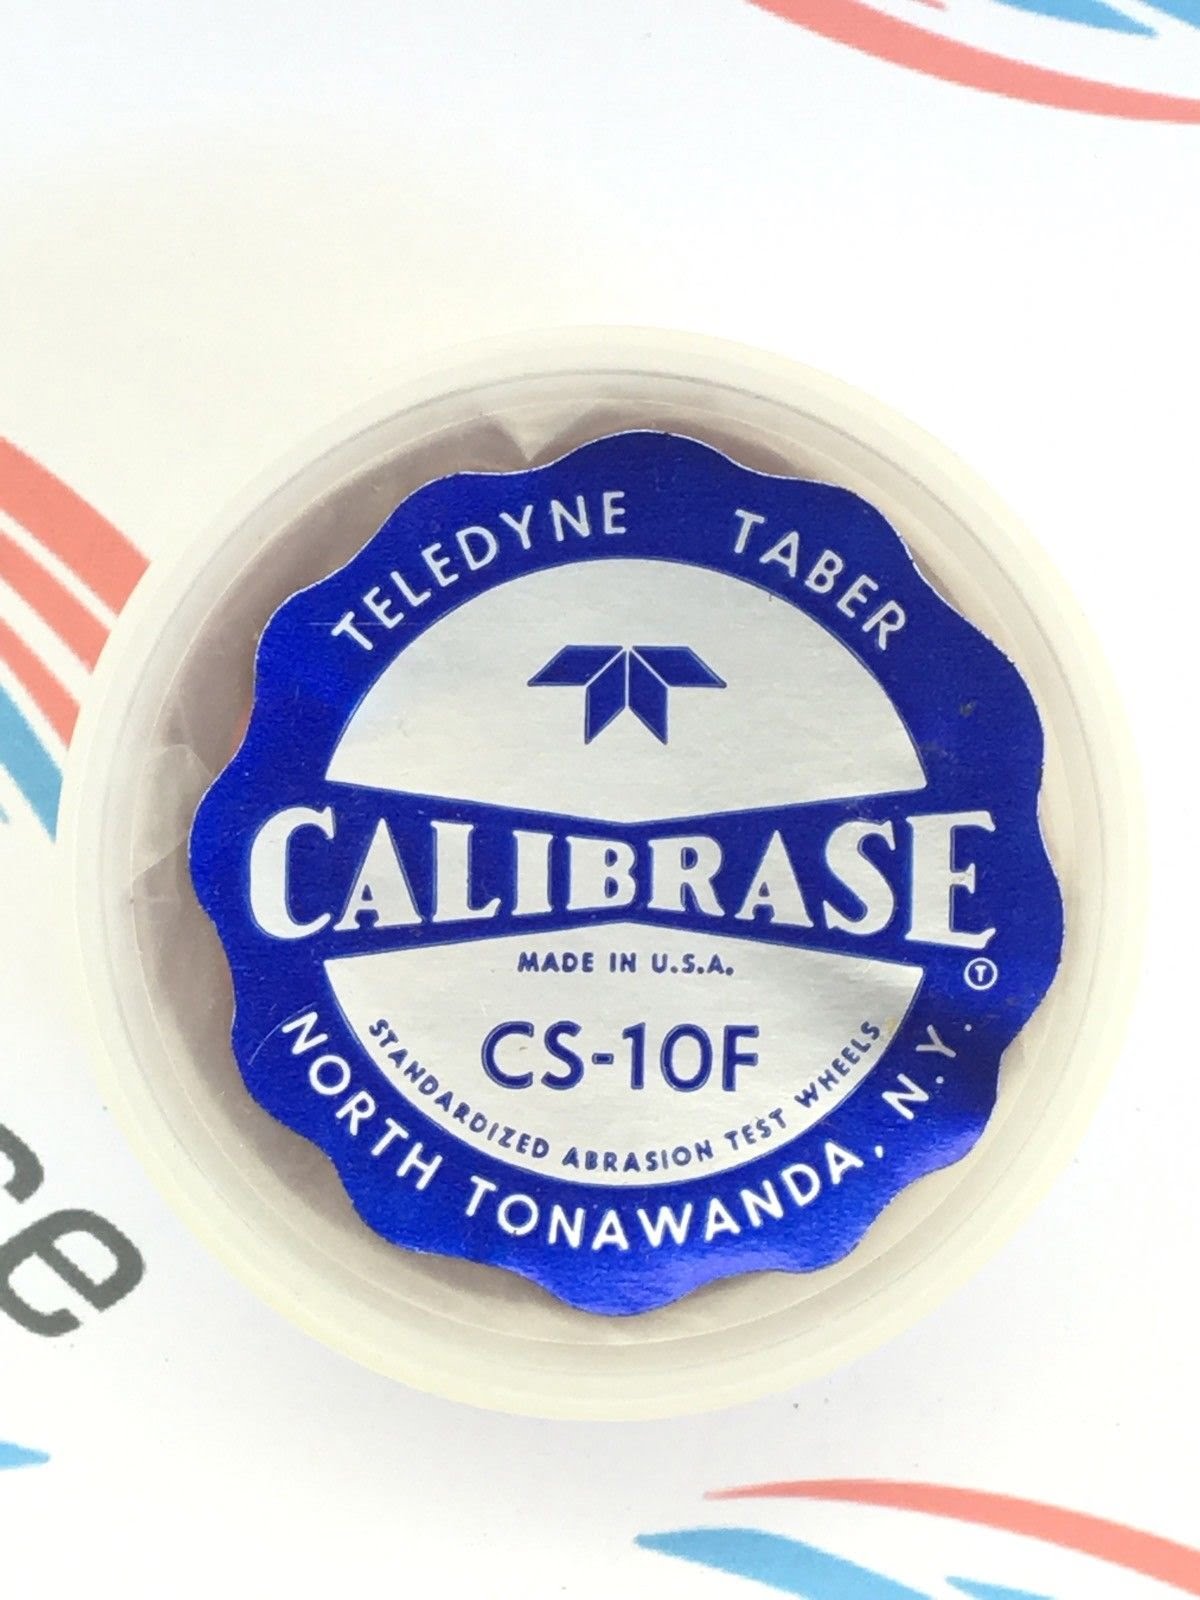 TELEDYNE TABER
CALIBRASE
T
MADE IN U.S.A.
CS-10F
STANDARDIZED ABRASION TEST WHEELS
NORTH TONAWANDA, N.Y.